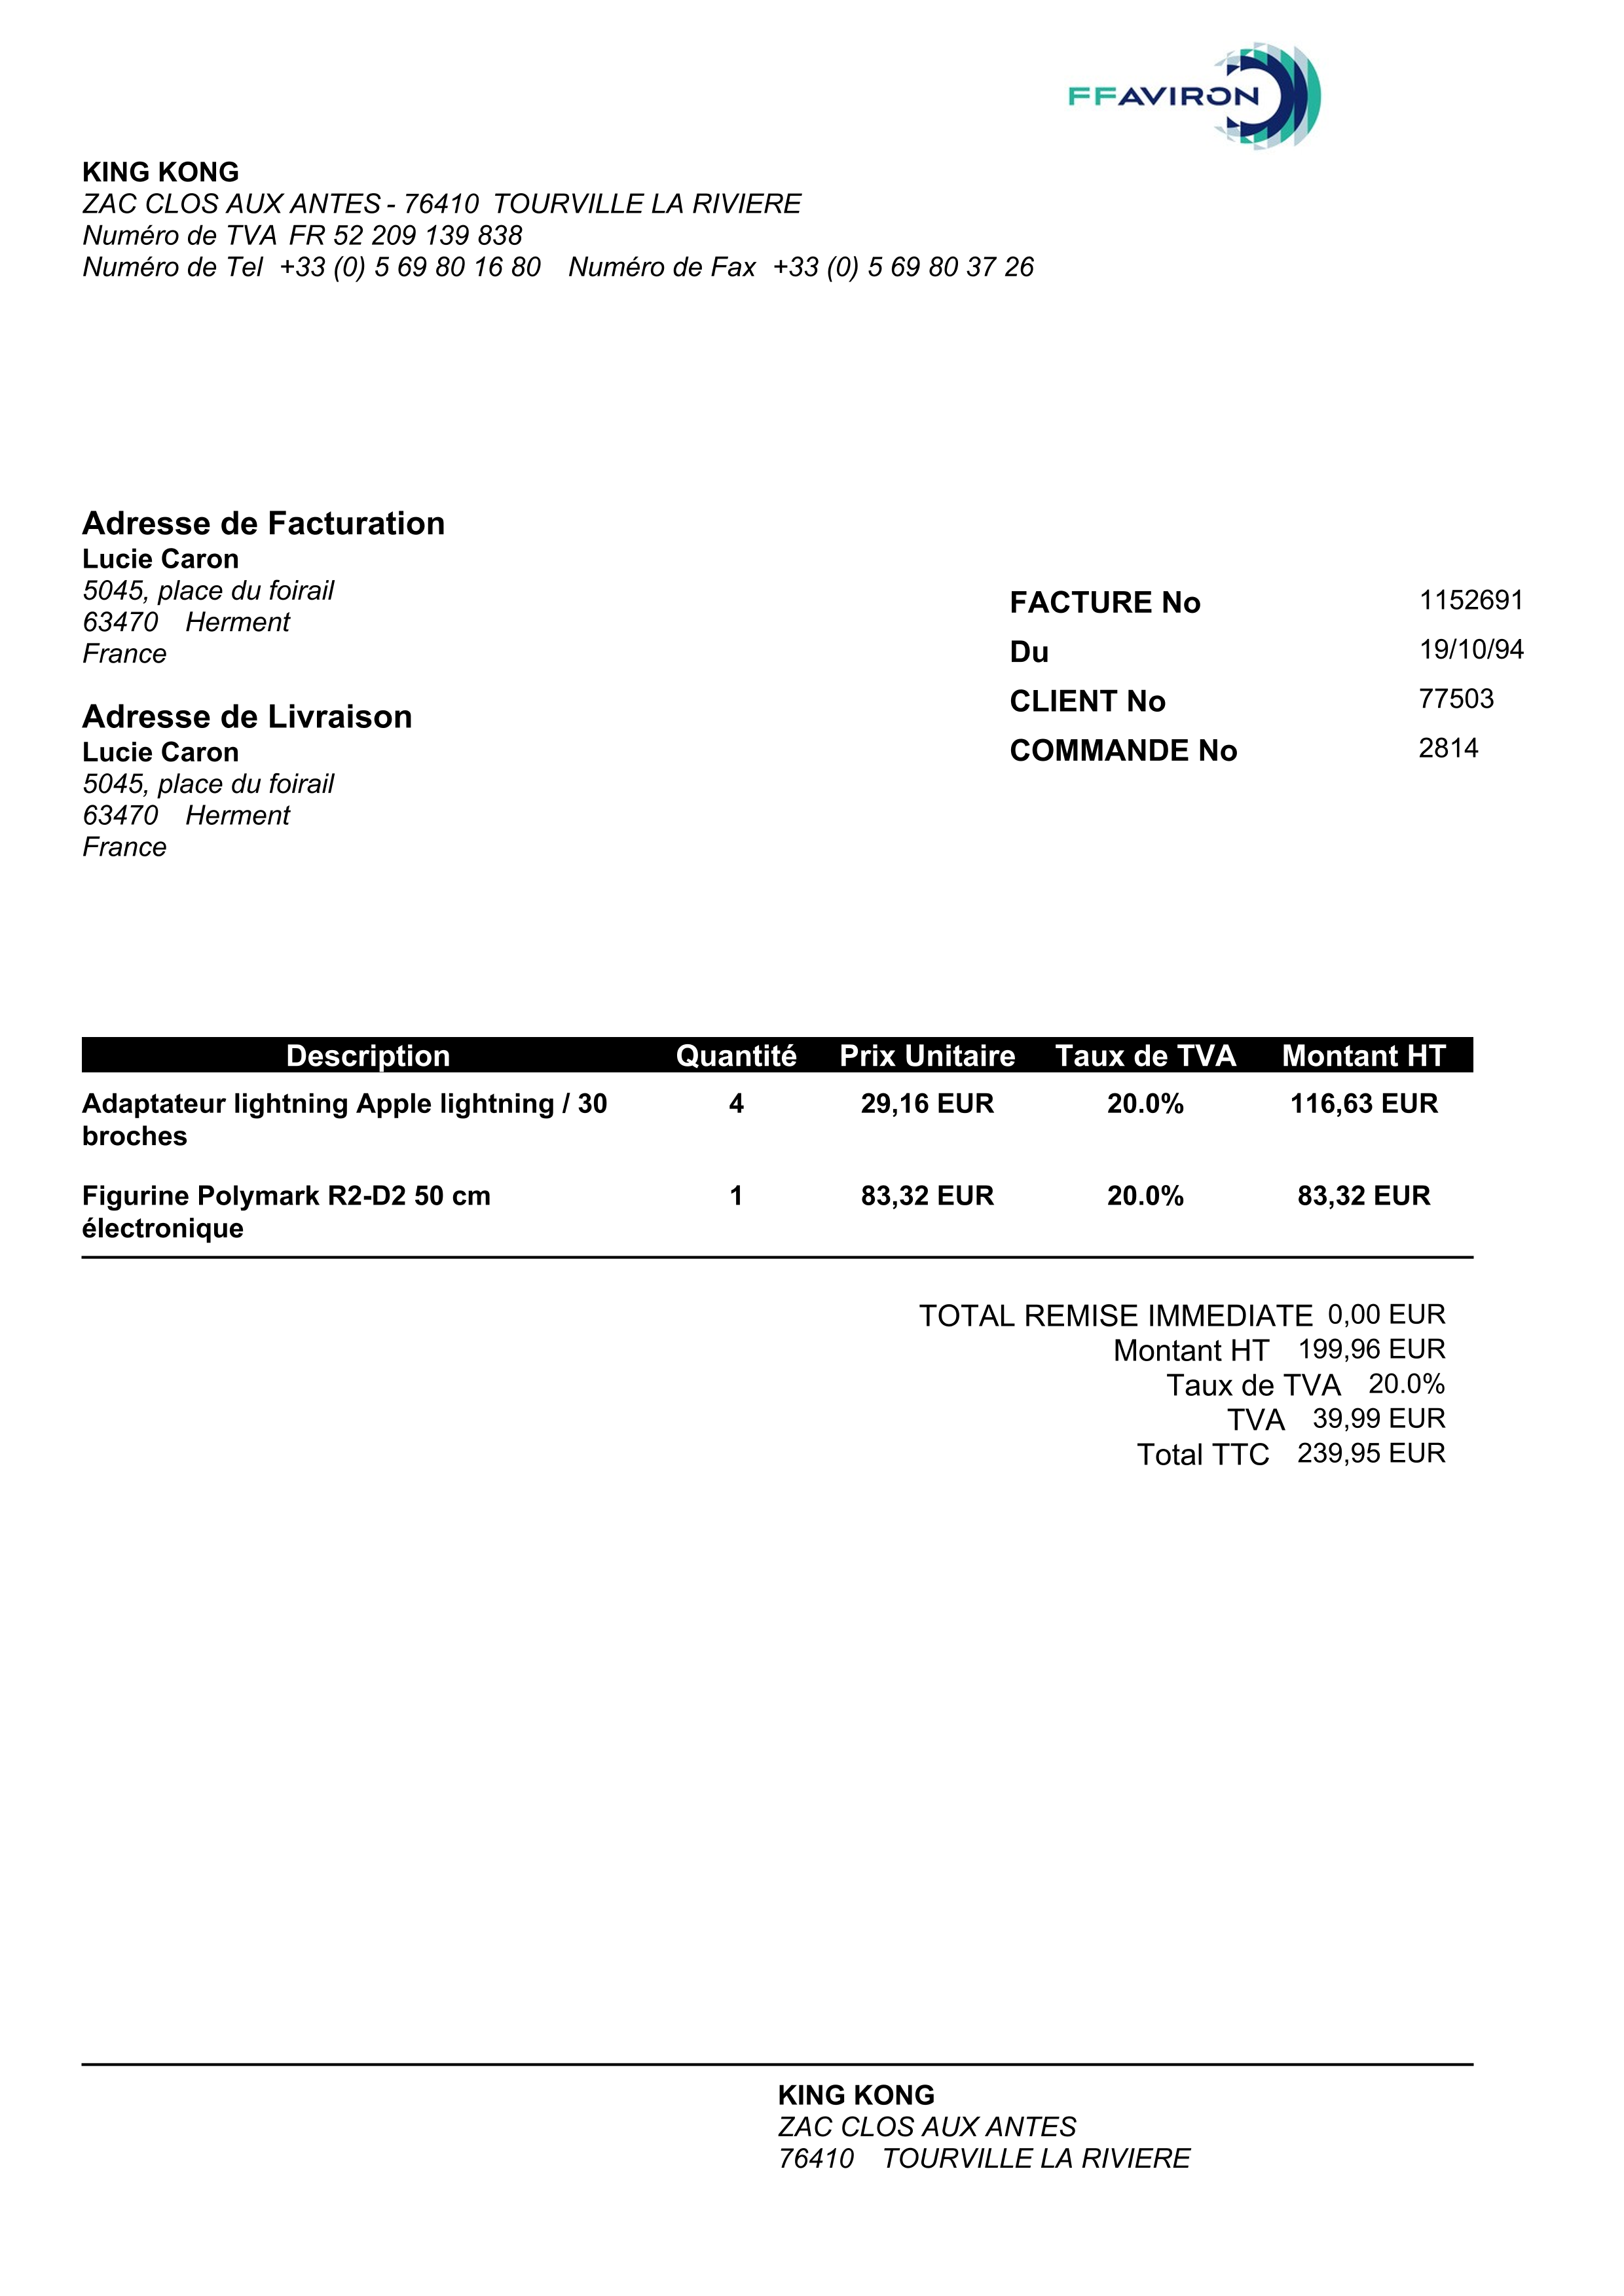 FFAVIRON
KING KONG
ZAC CLOS AUX ANTES - 76410 TOURVILLE LA RIVIERE
Numéro de TVA FR 52 209 139 838
Numéro de Tel +33 (0) 5 69 80 16 80 Numéro de Fax +33 (0) 5 69 80 37 26
Adresse de Facturation
Lucie Caron
5045, place du foirail
63470 Herment
France
FACTURE No 1152691
Du 19/10/94
CLIENT No 77503
COMMANDE No 2814
Adresse de Livraison
Lucie Caron
5045, place du foirail
63470 Herment
France
Description Quantité Prix Unitaire Taux de TVA Montant HT
Adaptateur lightning Apple lightning / 30 4 29,16 EUR 20.0% 116,63 EUR
broches
Figurine Polymark R2-D2 50 cm 1 83,32 EUR 20.0% 83,32 EUR
électronique
TOTAL REMISE IMMEDIATE 0,00 EUR
Montant HT 199,96 EUR
Taux de TVA 20.0%
TVA 39,99 EUR
Total TTC 239,95 EUR
KING KONG
ZAC CLOS AUX ANTES
76410 TOURVILLE LA RIVIERE